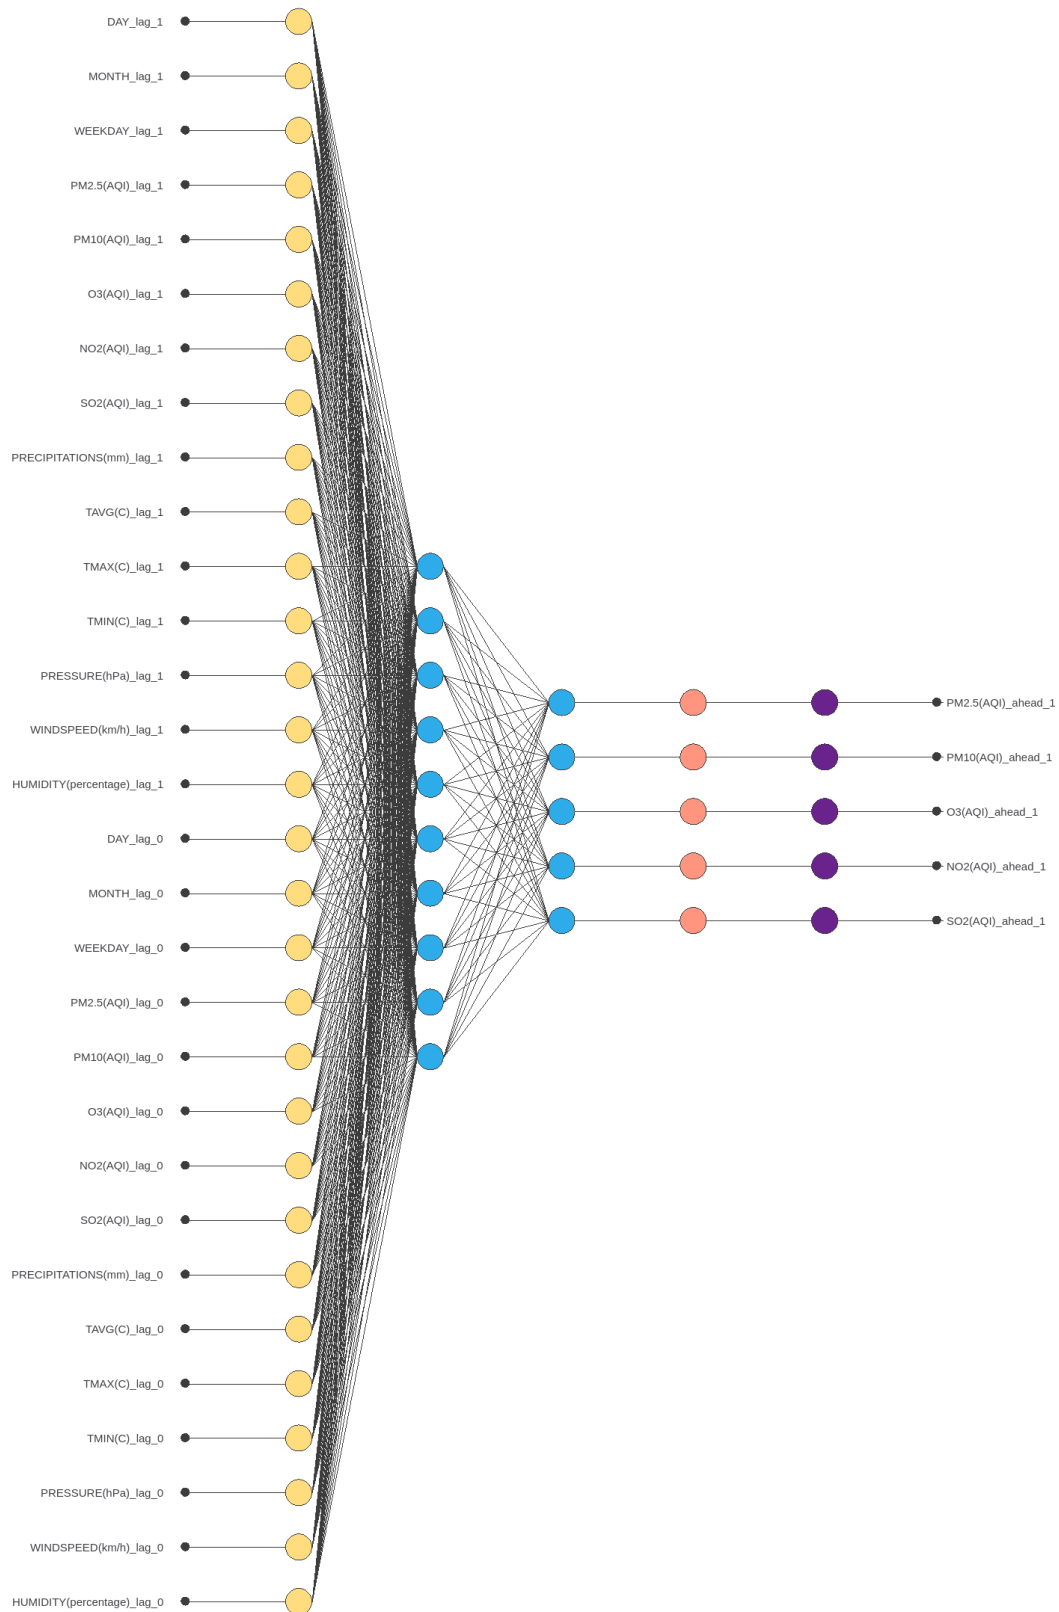 DAY_lag_1
MONTH_lag_1
WEEKDAY_lag_1
PM2.5(AQI)_lag_1
PM10(AQI)_lag_1
O3(AQI)_lag_1
NO2(AQI)_lag_1
SO2(AQI)_lag_1
PRECIPITATIONS(mm)_lag_1
TAVG(C)_lag_1
TMAX(C)_lag_1
TMIN(C)_lag_1
PRESSURE(hPa)_lag_1
WINDSPEED(km/h)_lag_1
HUMIDITY(percentage)_lag_1
DAY_lag_0
MONTH_lag_0
WEEKDAY_lag_0
PM2.5(AQI)_lag_0
PM10(AQI)_lag_0
O3(AQI)_lag_0
NO2(AQI)_lag_0
SO2(AQI)_lag_0
PRECIPITATIONS(mm)_lag_0
TAVG(C)_lag_0
TMAX(C)_lag_0
TMIN(C)_lag_0
PRESSURE(hPa)_lag_0
WINDSPEED(km/h)_lag_0
HUMIDITY(percentage)_lag_0
PM2.5(AQI)_ahead_1
PM10(AQI)_ahead_1
O3(AQI)_ahead_1
NO2(AQI)_ahead_1
SO2(AQI)_ahead_1